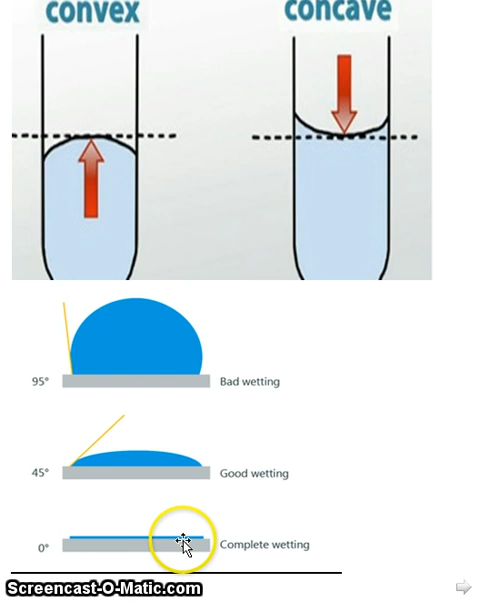 convex
concave
95°
Bad wetting
45°
Good wetting
0°
Complete wetting
Screencast-O-Matic.com